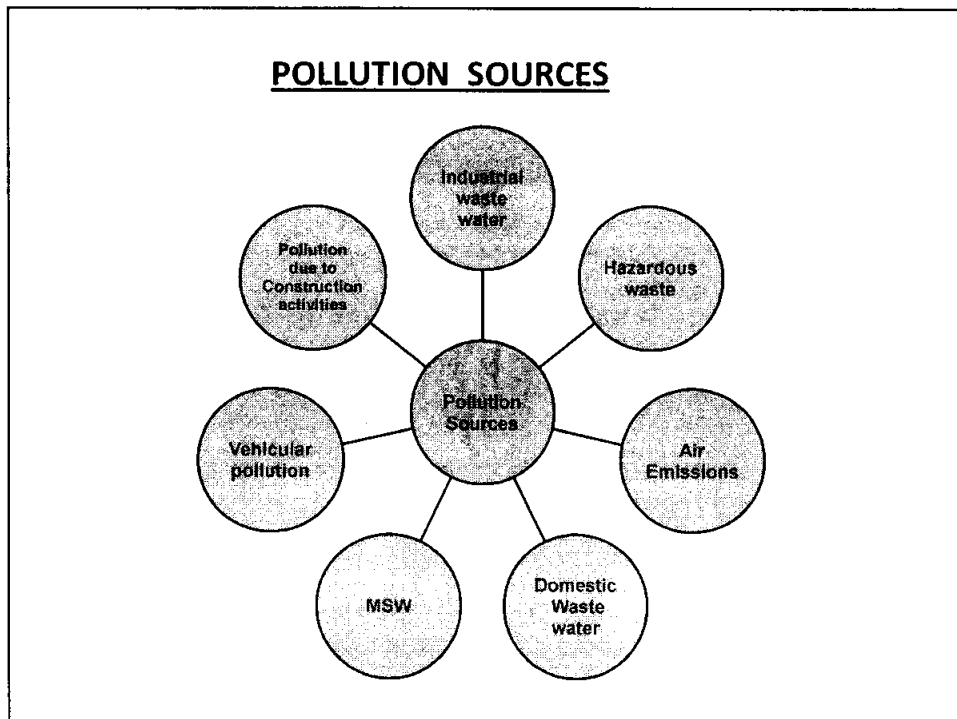 POLLUTION SOURCES
Industrial
waste
water
Hazardous
waste
Air
Emissions
Domestic
Waste
water
MSW
Vehicular
pollution
Pollution
due to
Construction
activities
Pollution
Sources